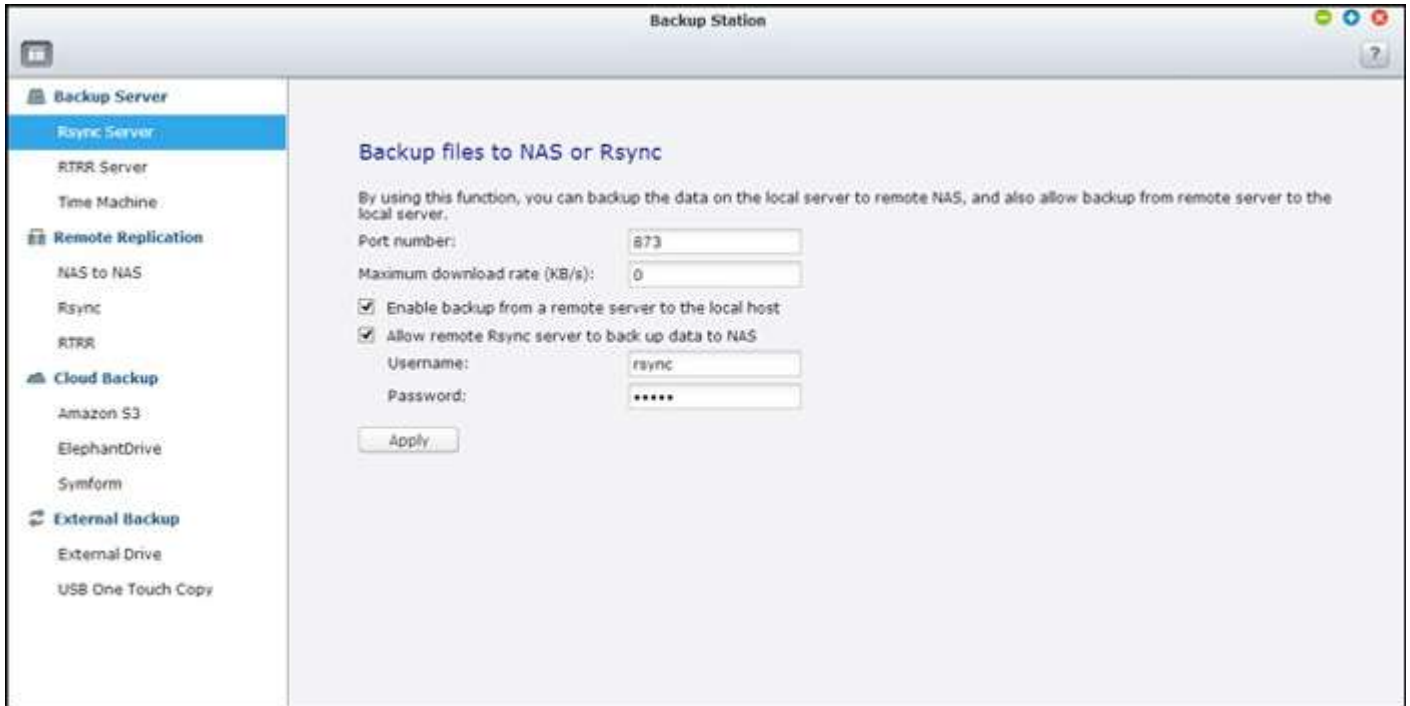 Backup Station
?
Backup Server
Rsync Server
RTRR Server
Time Machine
Remote Replication
NAS to NAS
Rsync
RTRR
Cloud Backup
Amazon S3
ElephantDrive
Symform
External Backup
External Drive
USB One Touch Copy
Backup files to NAS or Rsync
By using this function, you can backup the data on the local server to remote NAS, and also allow backup from remote server to the
local server.
Port number: 873
Maximum download rate (KB/s): 0
Enable backup from a remote server to the local host
Allow remote Rsync server to back up data to NAS
Username: rsync
Password: •••••
Apply